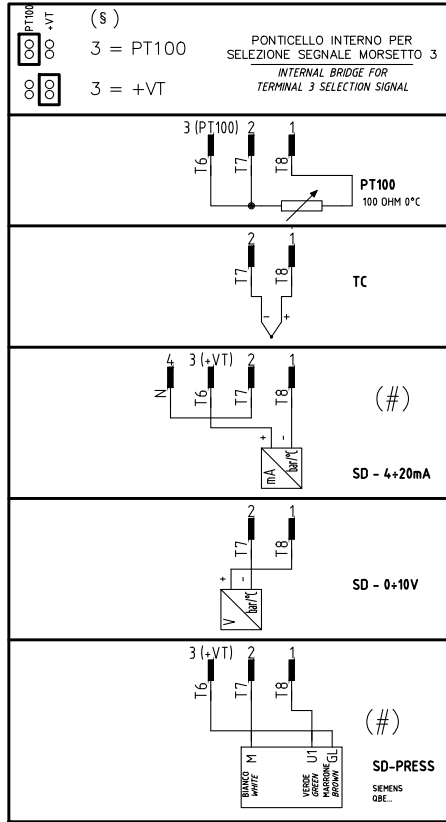 PT100
+VT
(§)
3 = PT100
3 = +VT
PONTICELLO INTERNO PER
SELEZIONE SEGNALE MORSETTO 3
INTERNAL BRIDGE FOR
TERMINAL 3 SELECTION SIGNAL
3 (PT100) 2 1
T6 T7 T8
PT100
100 OHM 0°C
2 1
T7 T8
- +
TC
4 3 (+VT) 2 1
N T6 T7 T8
(#)
+ -
mA bar/°C
SD - 4÷20mA
2 1
T7 T8
+ -
V bar/°C
SD - 0÷10V
3 (+VT) 2 1
T6 T7 T8
(#)
M U1 GL
BIANCO
WHITE
VERDE
GREEN
MARRONE
BROWN
SD-PRESS
SIEMENS
QBE...